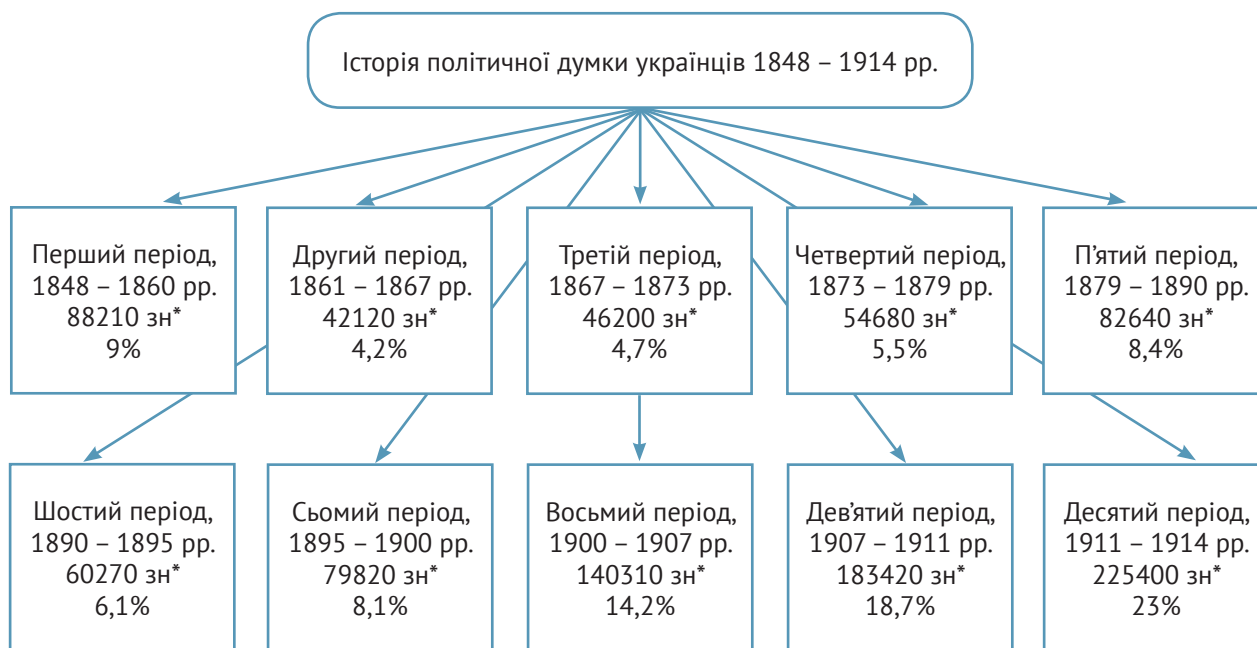 Історія політичної думки українців 1848 – 1914 рр.
Перший період,
1848 – 1860 рр.
88210 зн*
9%
Другий період,
1861 – 1867 рр.
42120 зн*
4,2%
Третій період,
1867 – 1873 рр.
46200 зн*
4,7%
Четвертий період,
1873 – 1879 рр.
54680 зн*
5,5%
П’ятий період,
1879 – 1890 рр.
82640 зн*
8,4%
Шостий період,
1890 – 1895 рр.
60270 зн*
6,1%
Сьомий період,
1895 – 1900 рр.
79820 зн*
8,1%
Восьмий період,
1900 – 1907 рр.
140310 зн*
14,2%
Дев’ятий період,
1907 – 1911 рр.
183420 зн*
18,7%
Десятий період,
1911 – 1914 рр.
225400 зн*
23%